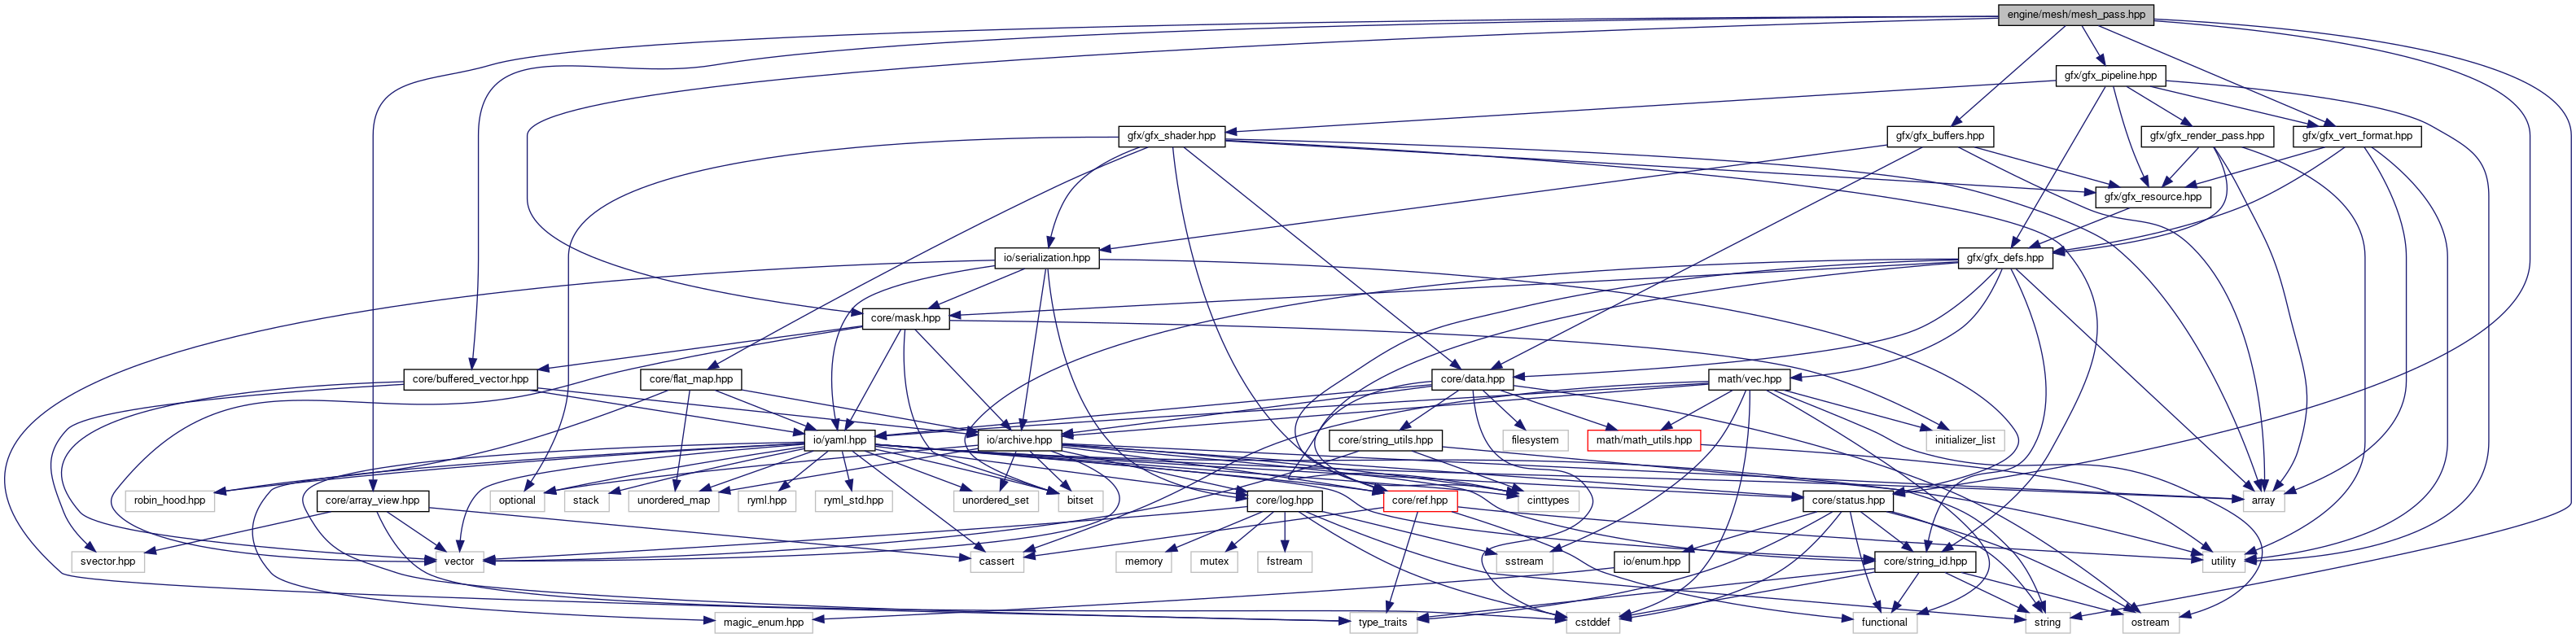 engine/mesh/mesh_pass.hpp
gfx/gfx_pipeline.hpp
gfx/gfx_shader.hpp
gfx/gfx_buffers.hpp
gfx/gfx_render_pass.hpp
gfx/gfx_vert_format.hpp
gfx/gfx_resource.hpp
io/serialization.hpp
gfx/gfx_defs.hpp
core/mask.hpp
core/buffered_vector.hpp
core/flat_map.hpp
core/data.hpp
math/vec.hpp
io/yaml.hpp
io/archive.hpp
core/string_utils.hpp
filesystem
math/math_utils.hpp
initializer_list
robin_hood.hpp
core/array_view.hpp
optional
stack
unordered_map
ryml.hpp
ryml_std.hpp
unordered_set
bitset
core/log.hpp
core/ref.hpp
cinttypes
core/status.hpp
array
svector.hpp
vector
cassert
memory
mutex
fstream
sstream
io/enum.hpp
core/string_id.hpp
utility
magic_enum.hpp
type_traits
cstddef
functional
string
ostream